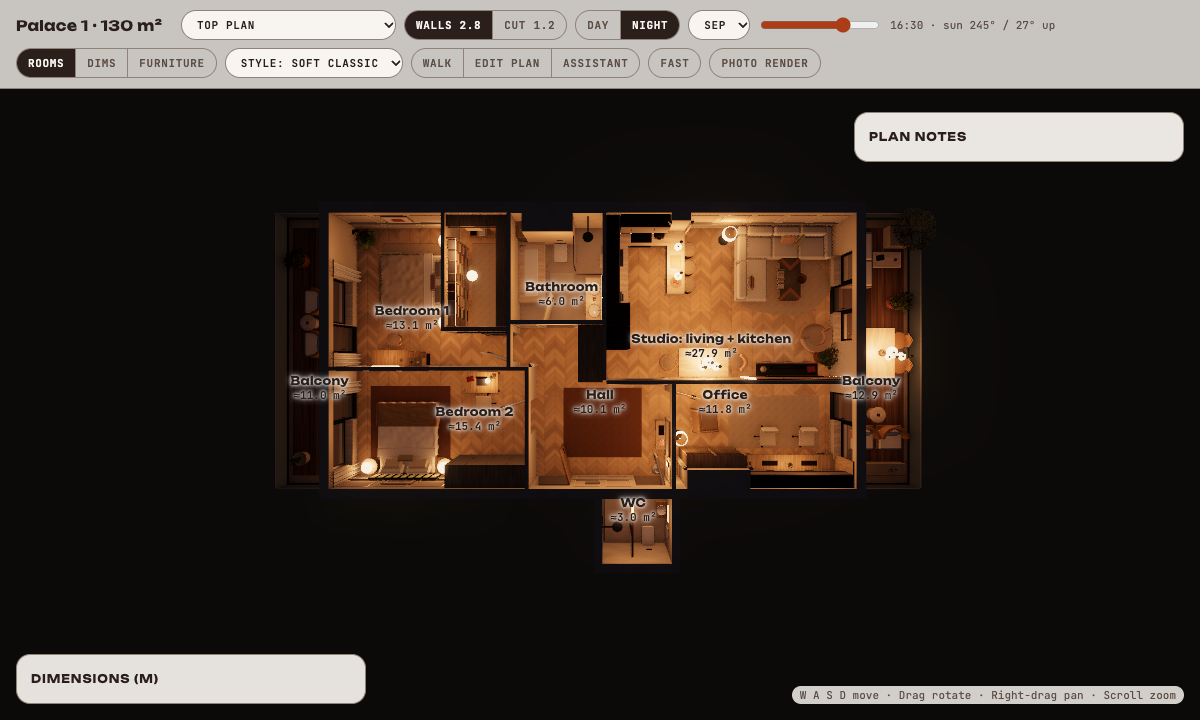 Palace 1 · 130 m²
TOP PLAN
WALLS 2.8
CUT 1.2
DAY
NIGHT
SEP
16:30 · sun 245° / 27° up
ROOMS
DIMS
FURNITURE
STYLE: SOFT CLASSIC
WALK
EDIT PLAN
ASSISTANT
FAST
PHOTO RENDER
PLAN NOTES
Bathroom
≈6.0 m²
Bedroom 1
≈13.1 m²
Studio: living + kitchen
≈27.9 m²
Balcony
≈11.0 m²
Balcony
≈12.9 m²
Hall
≈10.1 m²
Office
≈11.8 m²
Bedroom 2
≈15.4 m²
WC
≈3.0 m²
DIMENSIONS (M)
W A S D move · Drag rotate · Right-drag pan · Scroll zoom